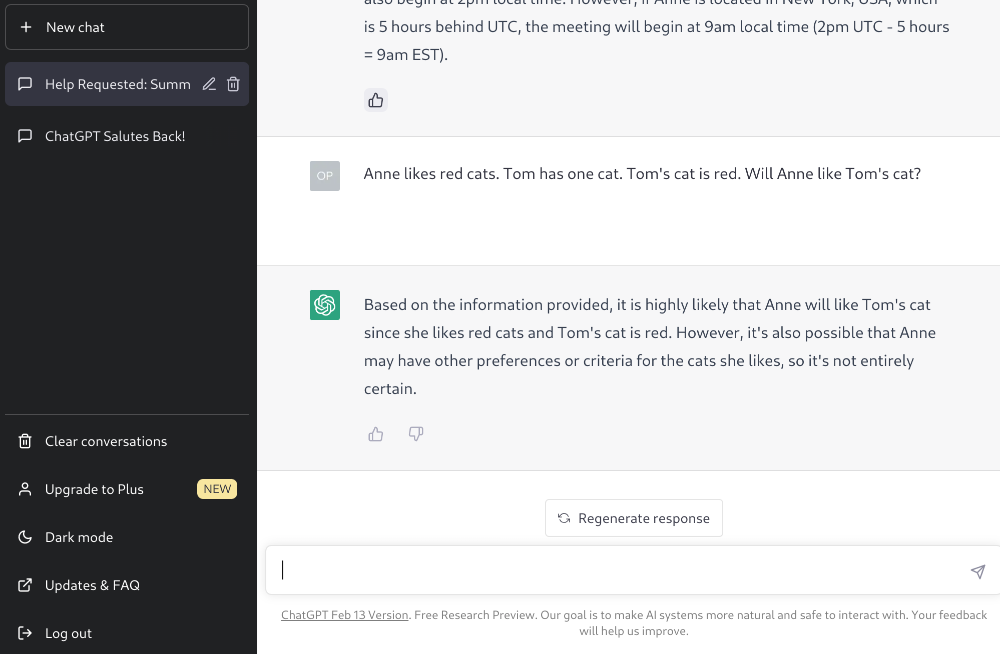 New chat
Help Requested: Summ
ChatGPT Salutes Back!
Clear conversations
Upgrade to Plus
NEW
Dark mode
Updates & FAQ
Log out
also begin at 2pm local time. However, if Anne is located in New York, USA, which
is 5 hours behind UTC, the meeting will begin at 9am local time (2pm UTC - 5 hours
= 9am EST).
OP
Anne likes red cats. Tom has one cat. Tom's cat is red. Will Anne like Tom's cat?
Based on the information provided, it is highly likely that Anne will like Tom's cat
since she likes red cats and Tom's cat is red. However, it's also possible that Anne
may have other preferences or criteria for the cats she likes, so it's not entirely
certain.
Regenerate response
ChatGPT Feb 13 Version. Free Research Preview. Our goal is to make AI systems more natural and safe to interact with. Your feedback
will help us improve.